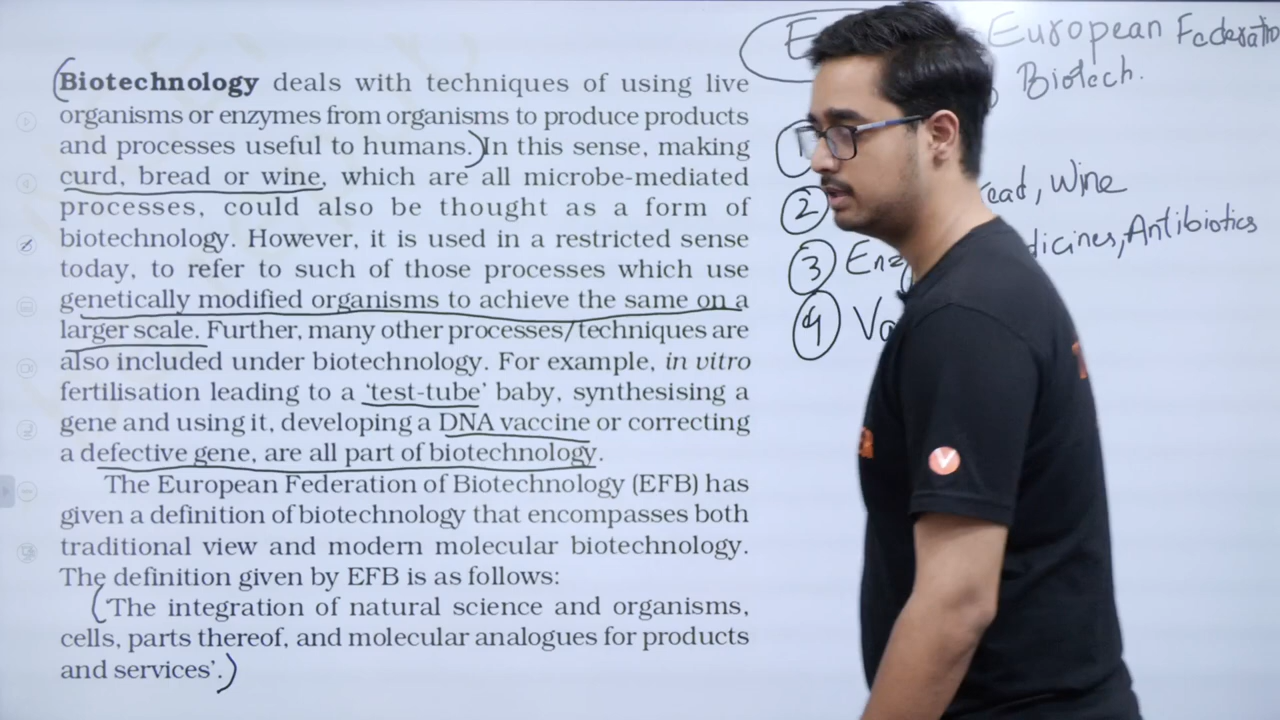 Biotechnology deals with techniques of using live
organisms or enzymes from organisms to produce products
and processes useful to humans. In this sense, making
curd, bread or wine, which are all microbe-mediated
processes, could also be thought as a form of
biotechnology. However, it is used in a restricted sense
today, to refer to such of those processes which use
genetically modified organisms to achieve the same on a
larger scale. Further, many other processes/techniques are
also included under biotechnology. For example, in vitro
fertilisation leading to a ‘test-tube’ baby, synthesising a
gene and using it, developing a DNA vaccine or correcting
a defective gene, are all part of biotechnology.
The European Federation of Biotechnology (EFB) has
given a definition of biotechnology that encompasses both
traditional view and modern molecular biotechnology.
The definition given by EFB is as follows:
‘The integration of natural science and organisms,
cells, parts thereof, and molecular analogues for products
and services’.
E European Federatio
Biotech.
1
2 ead, Wine
3 Enz dicines, Antibiotics
4 Va
V